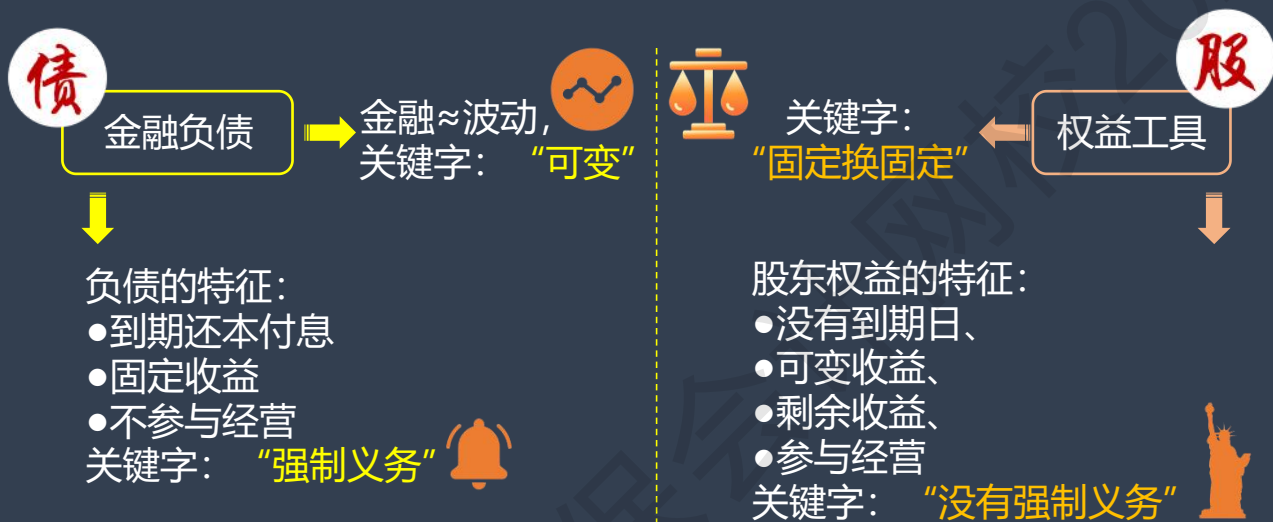 债
金融负债
金融≈波动，
关键字：“可变”
负债的特征：
●到期还本付息
●固定收益
●不参与经营
关键字：“强制义务”
股
权益工具
关键字：
“固定换固定”
股东权益的特征：
●没有到期日、
●可变收益、
●剩余收益、
●参与经营
关键字：“没有强制义务”